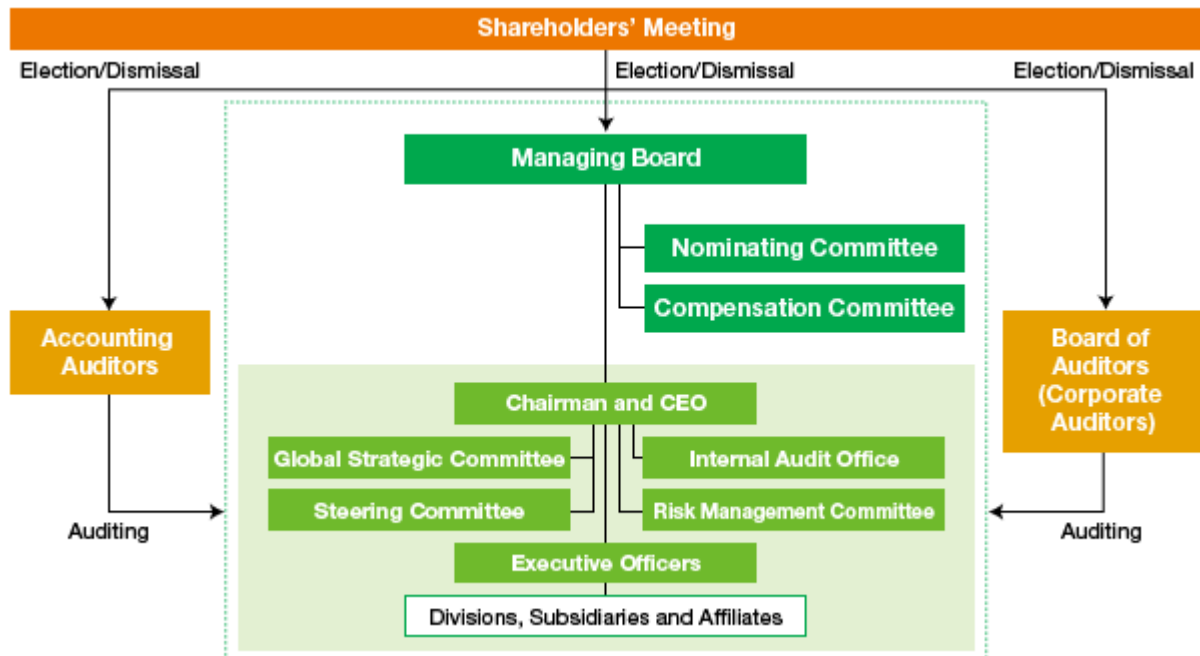 Shareholders' Meeting
Election/Dismissal
Election/Dismissal
Election/Dismissal
Managing Board
Nominating Committee
Compensation Committee
Accounting
Auditors
Board of
Auditors
(Corporate
Auditors)
Chairman and CEO
Global Strategic Committee
Internal Audit Office
Steering Committee
Risk Management Committee
Auditing
Auditing
Executive Officers
Divisions, Subsidiaries and Affiliates